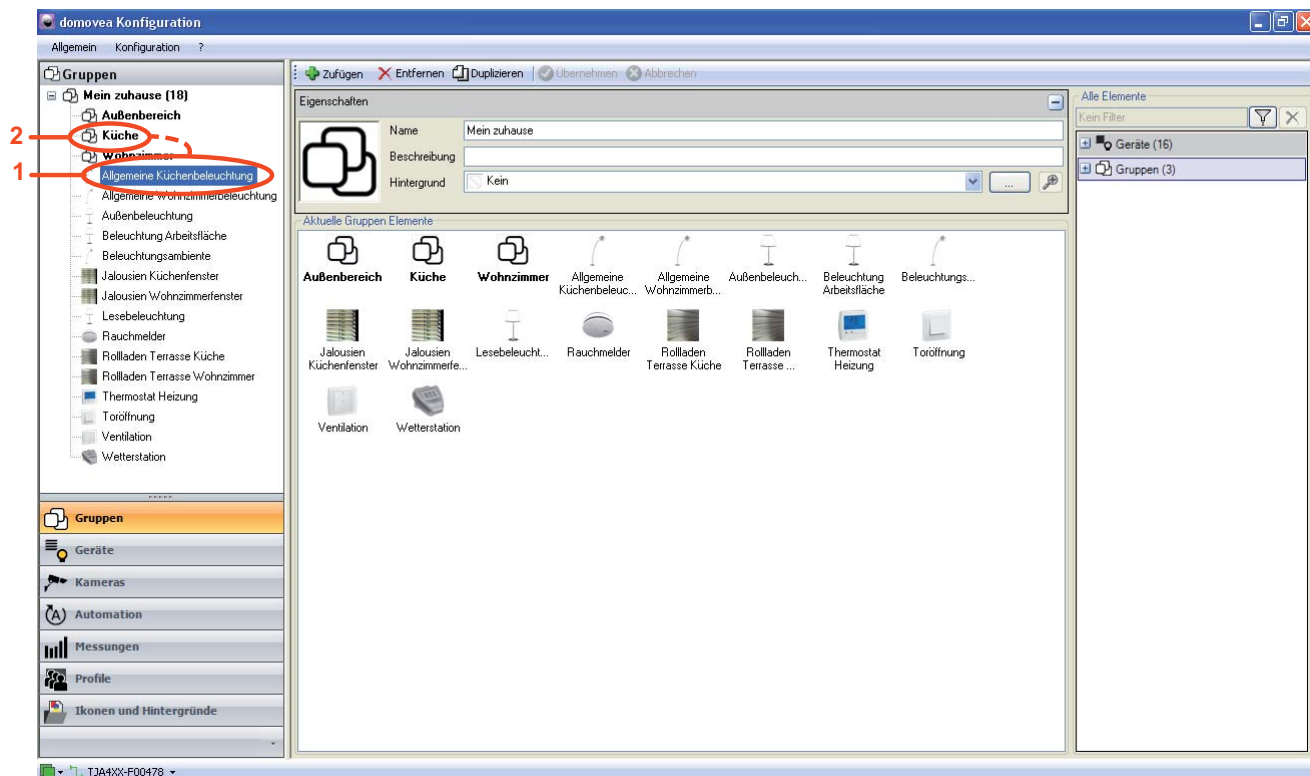 domovea Konfiguration
Allgemein Konfiguration ?
Gruppen
Mein zuhause (18)
Außenbereich
2
Küche
Wohnzimmer
1
Allgemeine Küchenbeleuchtung
Allgemeine Wohnzimmerbeleuchtung
Außenbeleuchtung
Beleuchtung Arbeitsfläche
Beleuchtungsambiente
Jalousien Küchenfenster
Jalousien Wohnzimmerfenster
Lesebeleuchtung
Rauchmelder
Rollladen Terrasse Küche
Rollladen Terrasse Wohnzimmer
Thermostat Heizung
Toröffnung
Ventilation
Wetterstation
Gruppen
Geräte
Kameras
Automation
Messungen
Profile
Ikonen und Hintergründe
TJA4XX-F00478
Zufügen Entfernen Duplizieren Übernehmen Abbrechen
Eigenschaften
Name Mein zuhause
Beschreibung
Hintergrund Kein ...
Aktuelle Gruppen Elemente
Außenbereich Küche Wohnzimmer Allgemeine Allgemeine Außenbeleuch... Beleuchtung Beleuchtungs...
Küchenbeleuc... Wohnzimmerb... Arbeitsfläche
Jalousien Jalousien Lesebeleucht... Rauchmelder Rollladen Rollladen Thermostat Toröffnung
Küchenfenster Wohnzimmerfe... Terrasse Küche Terrasse ... Heizung
Ventilation Wetterstation
Alle Elemente
Kein Filter
Geräte (16)
Gruppen (3)